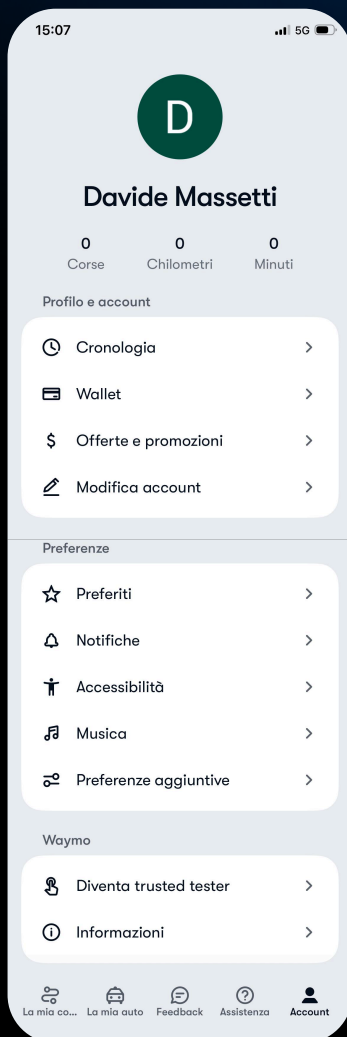 15:07 5G
D
Davide Massetti
0 0 0
Corse Chilometri Minuti
Profilo e account
Cronologia
Wallet
$ Offerte e promozioni
Modifica account
Preferenze
Preferiti
Notifiche
Accessibilità
Musica
Preferenze aggiuntive
Waymo
Diventa trusted tester
Informazioni
La mia co... La mia auto Feedback Assistenza Account